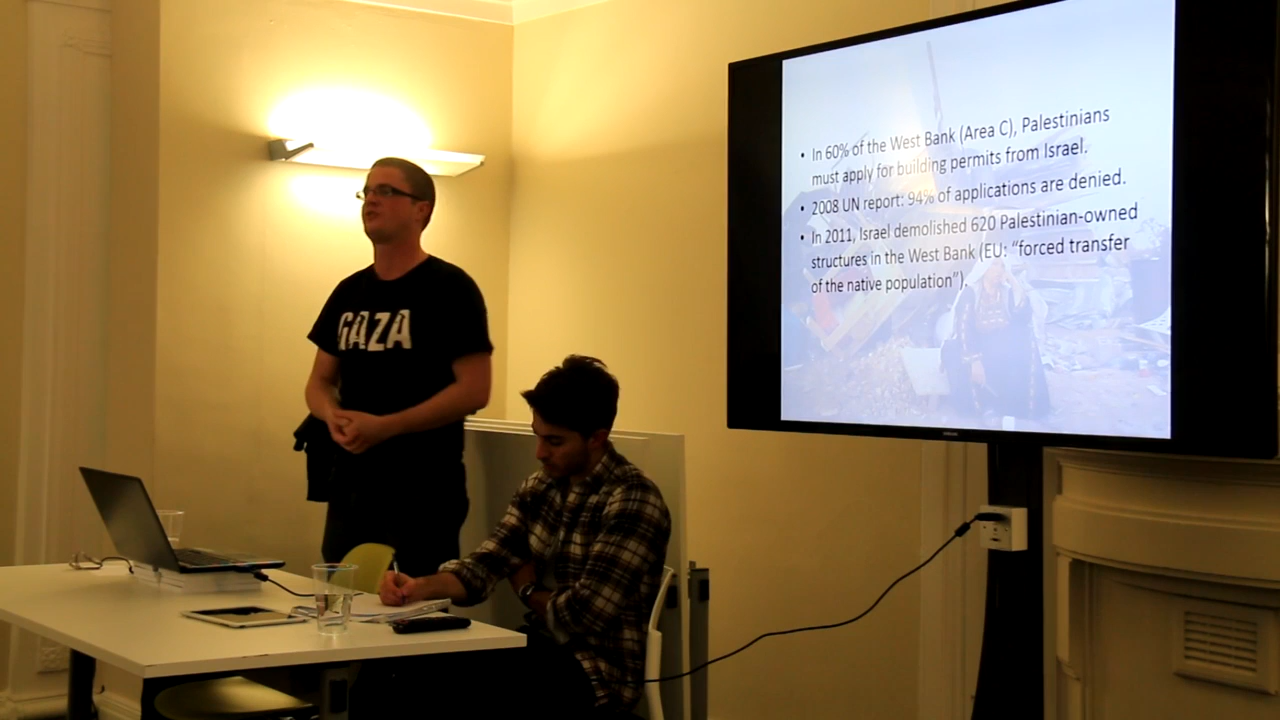 GAZA
• In 60% of the West Bank (Area C), Palestinians
must apply for building permits from Israel.
• 2008 UN report: 94% of applications are denied.
• In 2011, Israel demolished 620 Palestinian-owned
structures in the West Bank (EU: “forced transfer
of the native population”).